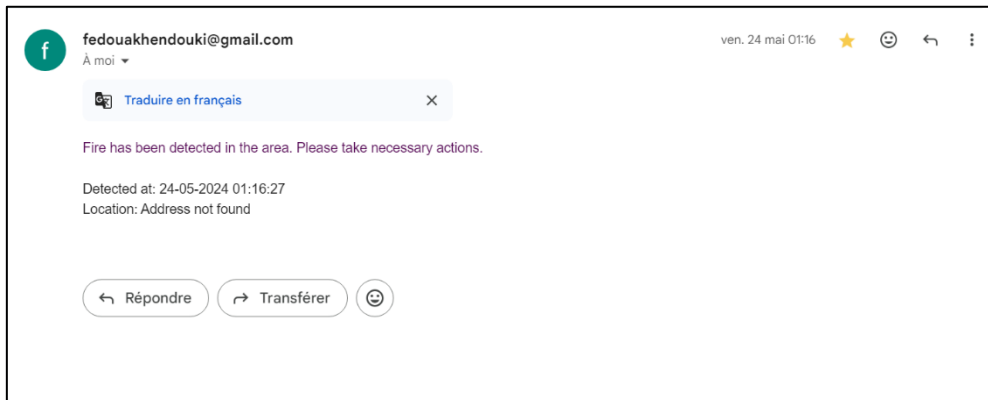 f
fedouakhendouki@gmail.com
ven. 24 mai 01:16
À moi
Traduire en français
Fire has been detected in the area. Please take necessary actions.
Detected at: 24-05-2024 01:16:27
Location: Address not found
Répondre
Transférer